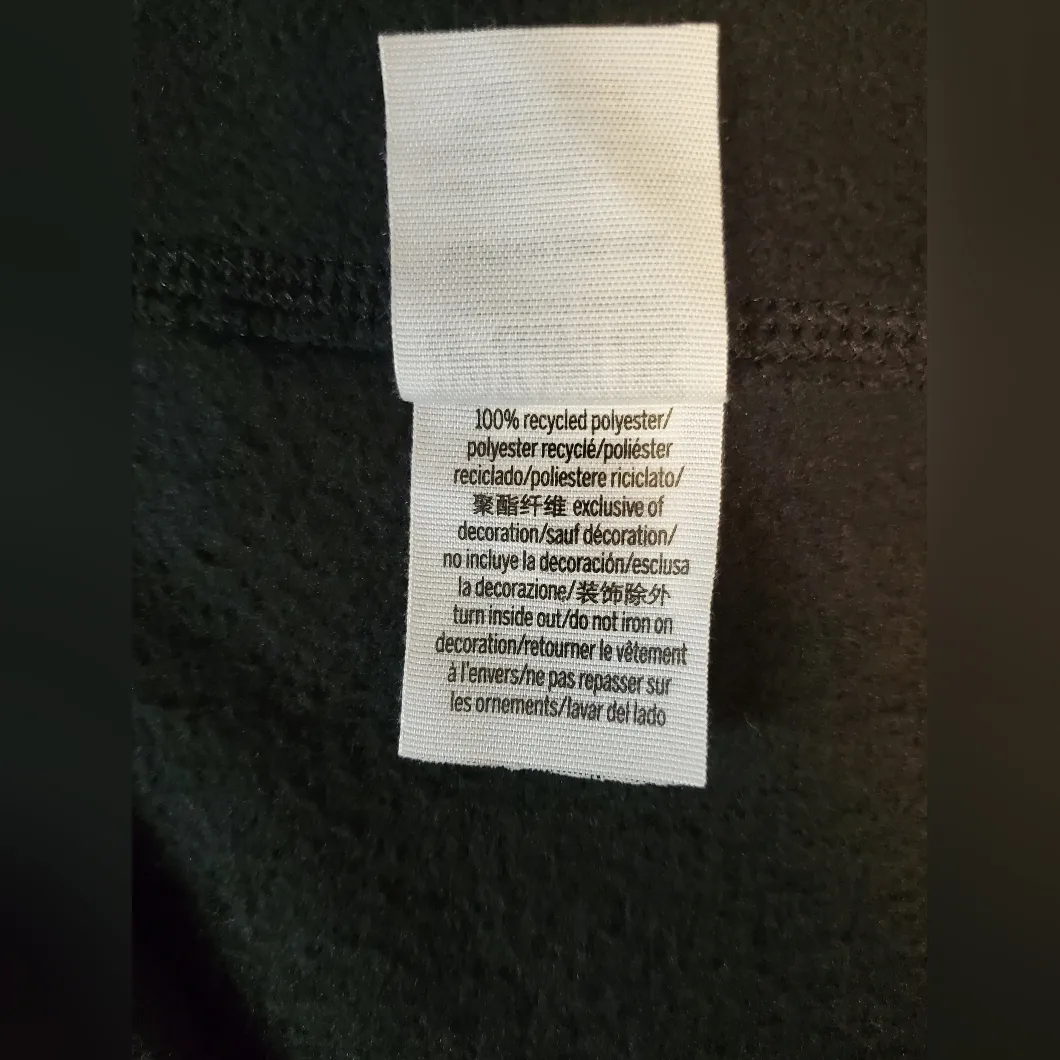 100% recycled polyester/
polyester recyclé/poliéster
reciclado/poliestere riciclato/
聚酯纤维 exclusive of
decoration/sauf décoration/
no incluye la decoración/esclusa
la decorazione/装饰除外
turn inside out/do not iron on
decoration/retourner le vêtement
à l'envers/ne pas repasser sur
les ornements/lavar del lado